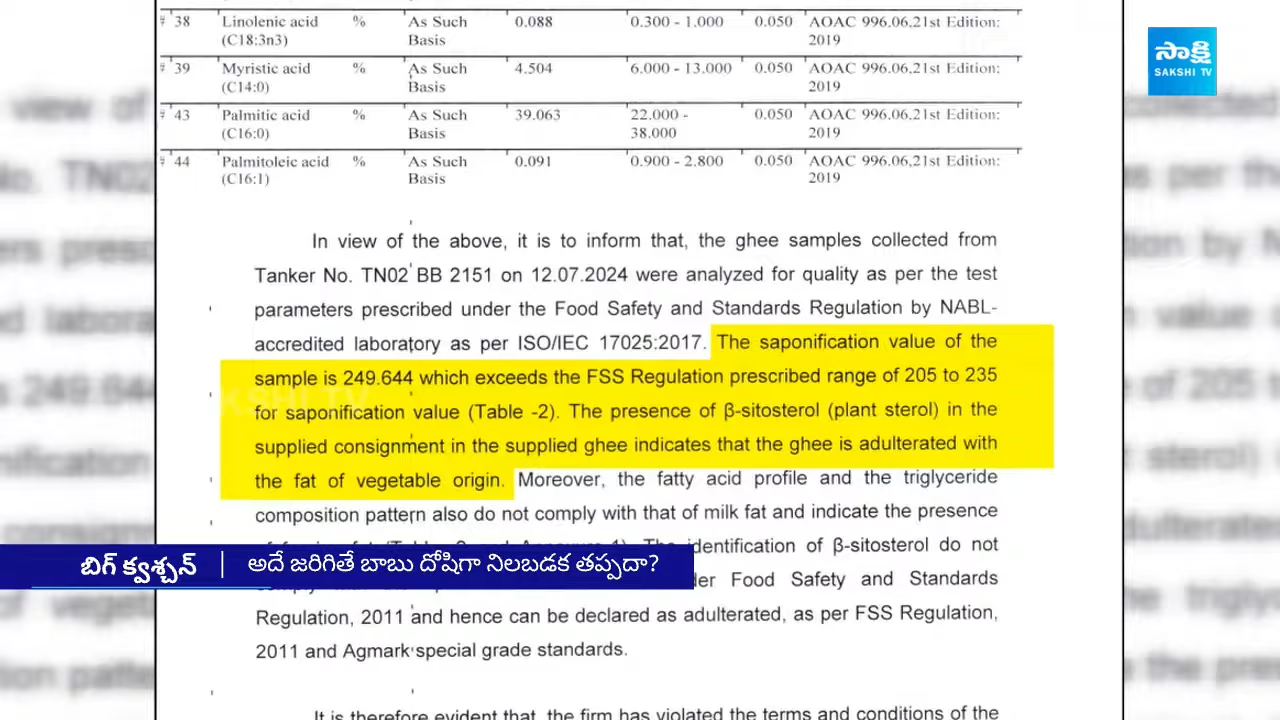 38 Linolenic acid % As Such 0.088 0.300 - 1.000 0.050 AOAC 996.06,21st Edition:
(C18:3n3) Basis 2019
39 Myristic acid % As Such 4.504 6.000 - 13.000 0.050 AOAC 996.06,21st Edition:
(C14:0) Basis 2019
43 Palmitic acid % As Such 39.063 22.000 - 0.050 AOAC 996.06,21st Edition:
(C16:0) Basis 38.000 2019
44 Palmitoleic acid % As Such 0.091 0.900 - 2.800 0.050 AOAC 996.06,21st Edition:
(C16:1) Basis 2019
సాక్షి
SAKSHI TV
In view of the above, it is to inform that, the ghee samples collected from
Tanker No. TN02 BB 2151 on 12.07.2024 were analyzed for quality as per the test
parameters prescribed under the Food Safety and Standards Regulation by NABL-
accredited laboratory as per ISO/IEC 17025:2017. The saponification value of the
sample is 249.644 which exceeds the FSS Regulation prescribed range of 205 to 235
for saponification value (Table -2). The presence of β-sitosterol (plant sterol) in the
supplied consignment in the supplied ghee indicates that the ghee is adulterated with
the fat of vegetable origin. Moreover, the fatty acid profile and the triglyceride
composition pattern also do not comply with that of milk fat and indicate the presence
identification of β-sitosterol do not
Food Safety and Standards
Regulation, 2011 and hence can be declared as adulterated, as per FSS Regulation,
2011 and Agmark special grade standards.
It is therefore evident that, the firm has violated the terms and conditions of the
బిగ్ క్వశ్చన్ | అదే జరిగితే బాబు దోషిగా నిలబడక తప్పదా?